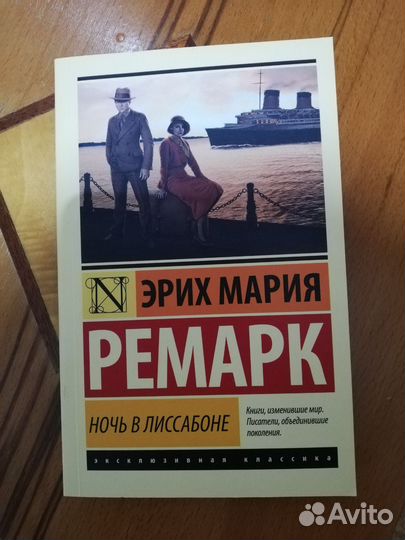 N
ЭРИХ МАРИЯ
РЕМАРК
НОЧЬ В ЛИССАБОНЕ
Книги, изменившие мир.
Писатели, объединившие
поколения.
эксклюзивная классика
Avito